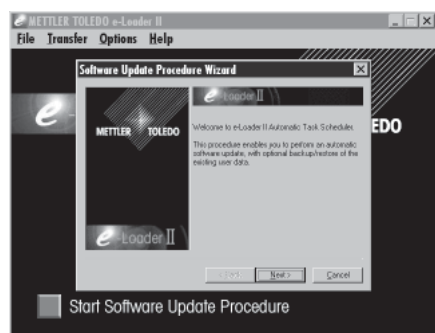 METTLER TOLEDO e-Loader II
File Transfer Options Help
Software Update Procedure Wizard
e-Loader II
METTLER TOLEDO
Welcome to e-Loader II Automatic Task Scheduler.
This procedure enables you to perform an automatic
software update, with optional backup/restore of the
existing user data.
e-Loader II
e-
EDO
< Back Next > Cancel
Start Software Update Procedure